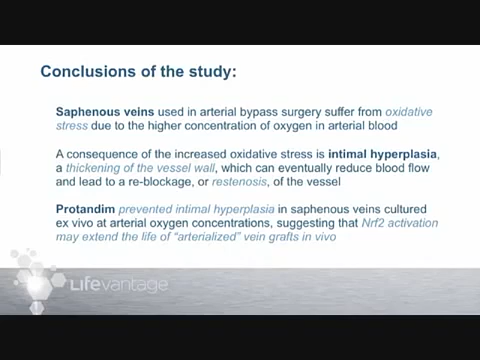 Conclusions of the study:
Saphenous veins used in arterial bypass surgery suffer from oxidative
stress due to the higher concentration of oxygen in arterial blood
A consequence of the increased oxidative stress is intimal hyperplasia,
a thickening of the vessel wall, which can eventually reduce blood flow
and lead to a re-blockage, or restenosis, of the vessel
Protandim prevented intimal hyperplasia in saphenous veins cultured
ex vivo at arterial oxygen concentrations, suggesting that Nrf2 activation
may extend the life of “arterialized” vein grafts in vivo
Lifevantage